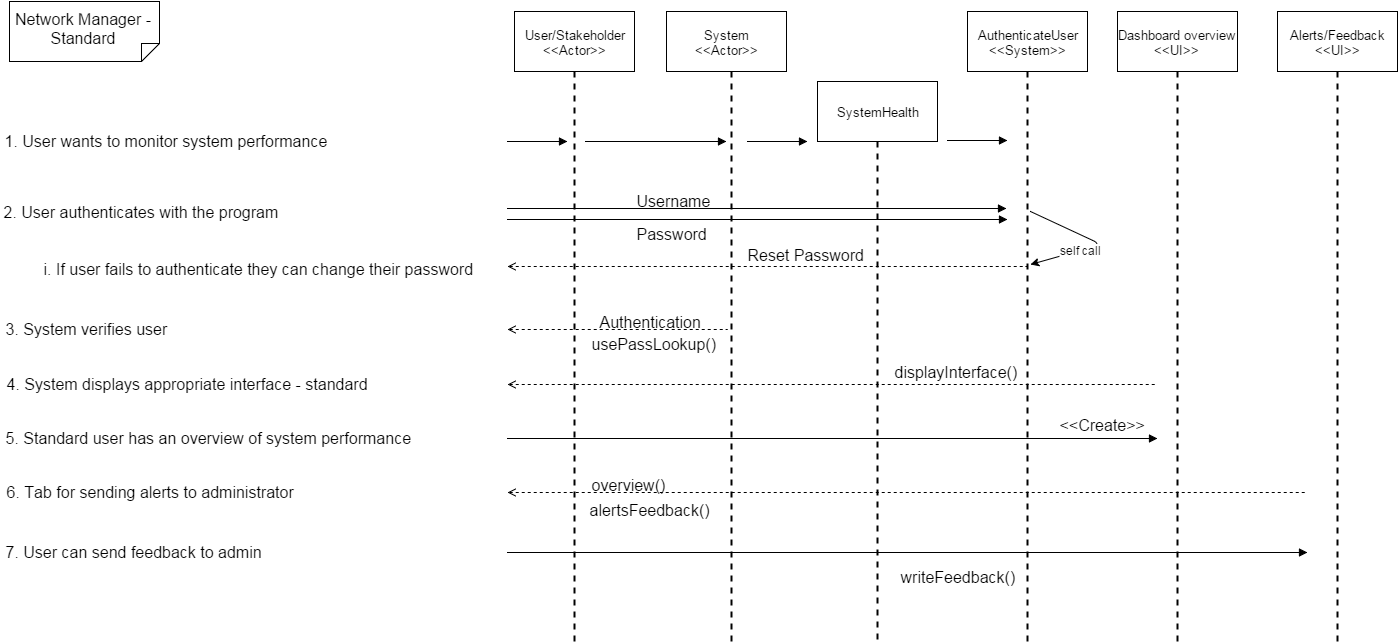 Network Manager -
Standard
User/Stakeholder
<<Actor>>
System
<<Actor>>
AuthenticateUser
<<System>>
Dashboard overview
<<UI>>
Alerts/Feedback
<<UI>>
SystemHealth
1. User wants to monitor system performance
2. User authenticates with the program
Username
Password
self call
i. If user fails to authenticate they can change their password
Reset Password
3. System verifies user
Authentication
usePassLookup()
4. System displays appropriate interface - standard
displayInterface()
5. Standard user has an overview of system performance
<<Create>>
6. Tab for sending alerts to administrator
overview()
alertsFeedback()
7. User can send feedback to admin
writeFeedback()